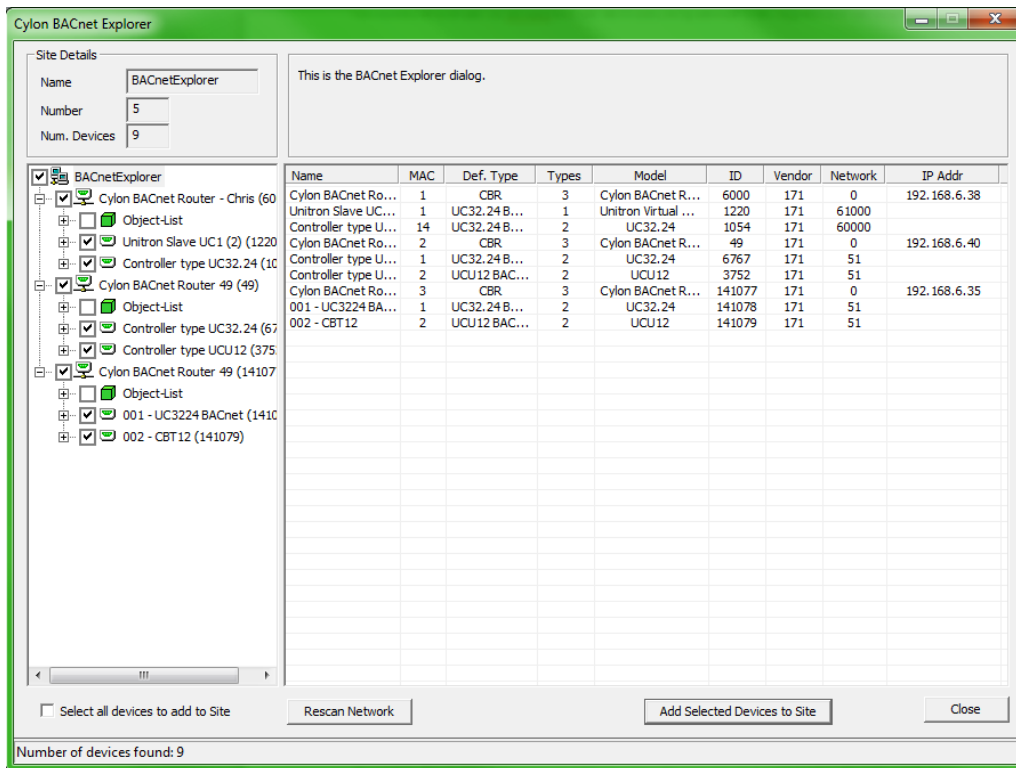 Cylon BACnet Explorer
Site Details
Name BACnetExplorer
Number 5
Num. Devices 9
This is the BACnet Explorer dialog.
BACnetExplorer
Cylon BACnet Router - Chris (60
Object-List
Unitron Slave UC1 (2) (1220
Controller type UC32.24 (10
Cylon BACnet Router 49 (49)
Object-List
Controller type UC32.24 (67
Controller type UCU12 (375
Cylon BACnet Router 49 (14107
Object-List
001 - UC3224 BACnet (1410
002 - CBT12 (141079)
Name MAC Def. Type Types Model ID Vendor Network IP Addr
Cylon BACnet Ro... 1 CBR 3 Cylon BACnet R... 6000 171 0 192.168.6.38
Unitron Slave UC... 1 UC32.24 B... 1 Unitron Virtual ... 1220 171 61000
Controller type U... 14 UC32.24 B... 2 UC32.24 1054 171 60000
Cylon BACnet Ro... 2 CBR 3 Cylon BACnet R... 49 171 0 192.168.6.40
Controller type U... 1 UC32.24 B... 2 UC32.24 6767 171 51
Controller type U... 2 UCU12 BAC... 2 UCU12 3752 171 51
Cylon BACnet Ro... 3 CBR 3 Cylon BACnet R... 141077 171 0 192.168.6.35
001 - UC3224 BA... 1 UC32.24 B... 2 UC32.24 141078 171 51
002 - CBT12 2 UCU12 BAC... 2 UCU12 141079 171 51
Select all devices to add to Site Rescan Network Add Selected Devices to Site Close
Number of devices found: 9